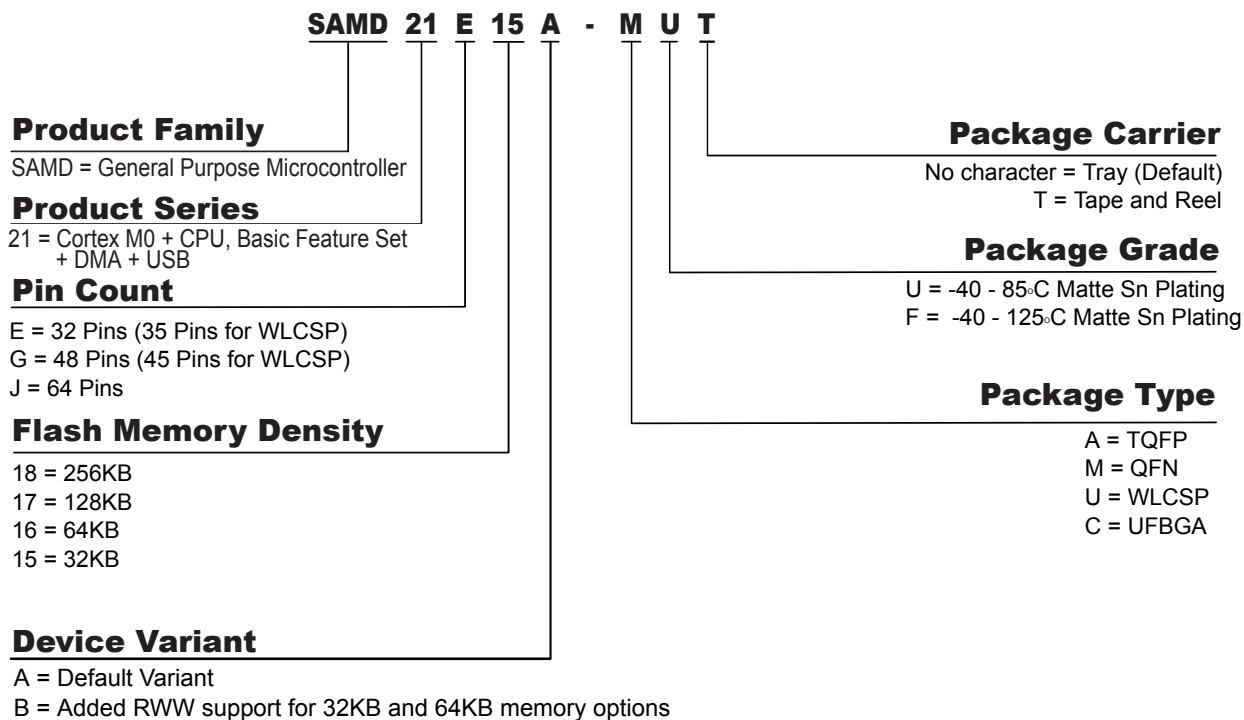 SAMD 21 E 15 A - M U T
Product Family
SAMD = General Purpose Microcontroller
Product Series
21 = Cortex M0 + CPU, Basic Feature Set
+ DMA + USB
Pin Count
E = 32 Pins (35 Pins for WLCSP)
G = 48 Pins (45 Pins for WLCSP)
J = 64 Pins
Flash Memory Density
18 = 256KB
17 = 128KB
16 = 64KB
15 = 32KB
Device Variant
A = Default Variant
B = Added RWW support for 32KB and 64KB memory options
Package Carrier
No character = Tray (Default)
T = Tape and Reel
Package Grade
U = -40 - 85°C Matte Sn Plating
F = -40 - 125°C Matte Sn Plating
Package Type
A = TQFP
M = QFN
U = WLCSP
C = UFBGA